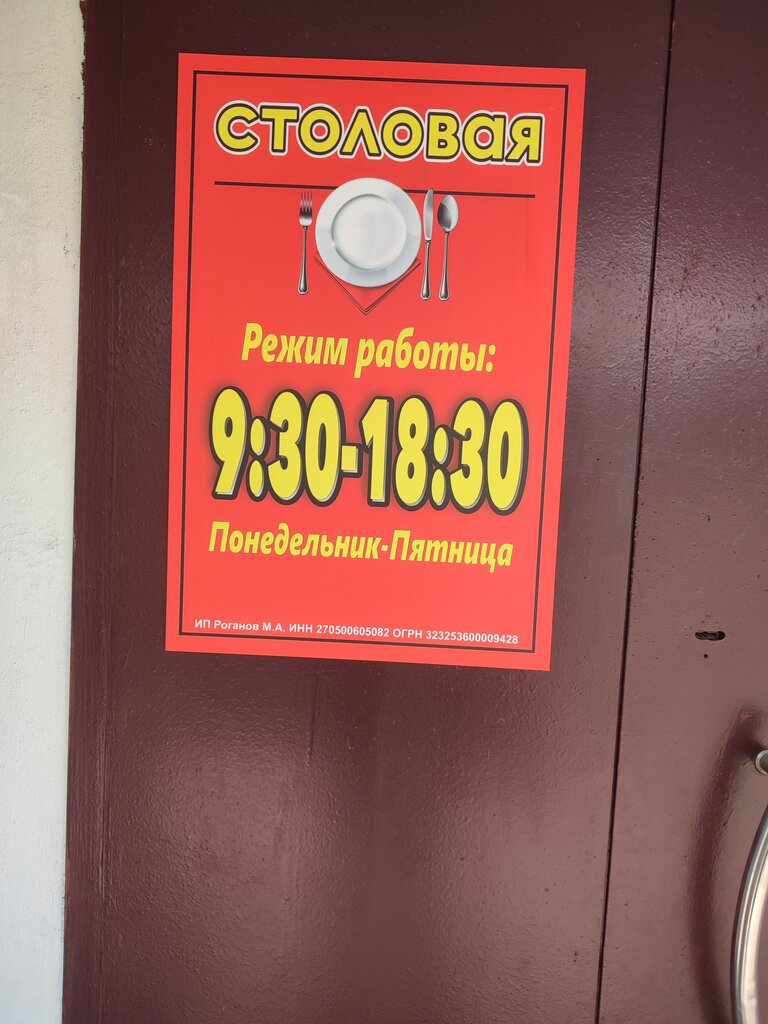 СТОЛОВАЯ
Режим работы:
9:30-18:30
Понедельник-Пятница
ИП Роганов М.А. ИНН 270500605082 ОГРН 323253600009428